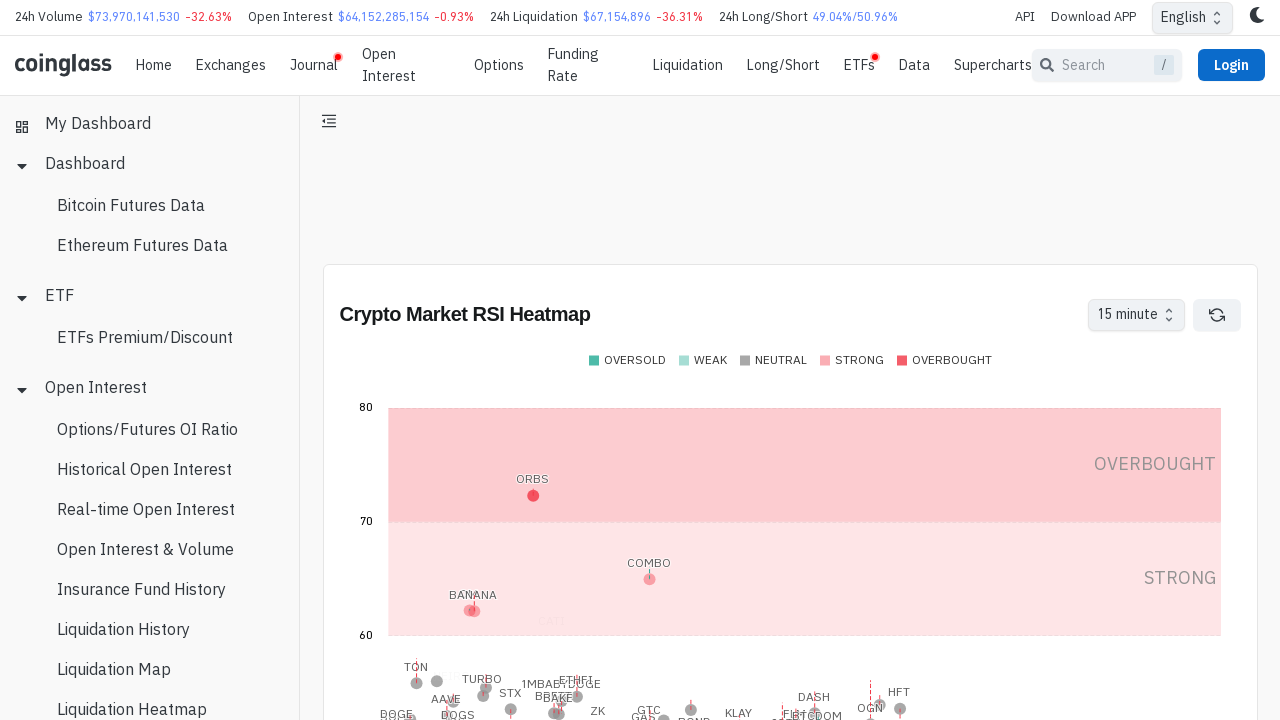 24h Volume $73,970,141,530 -32.63% Open Interest $64,152,285,154 -0.93% 24h Liquidation $67,154,896 -36.31% 24h Long/Short 49.04%/50.96% API Download APP English
coinglass Home Exchanges Journal Open Interest Options Funding Rate Liquidation Long/Short ETFs Data Supercharts Search / Login
My Dashboard
Dashboard
Bitcoin Futures Data
Ethereum Futures Data
ETF
ETFs Premium/Discount
Open Interest
Options/Futures OI Ratio
Historical Open Interest
Real-time Open Interest
Open Interest & Volume
Insurance Fund History
Liquidation History
Liquidation Map
Liquidation Heatmap
Crypto Market RSI Heatmap 15 minute
OVERSOLD WEAK NEUTRAL STRONG OVERBOUGHT
80
OVERBOUGHT
ORBS
70
COMBO
STRONG
BANANA
60
TON
TURBO
ETHFI
STX
AAVE
DASH
HFT
OGN
ZK
GTC
KLAY
DOGE
DOGS